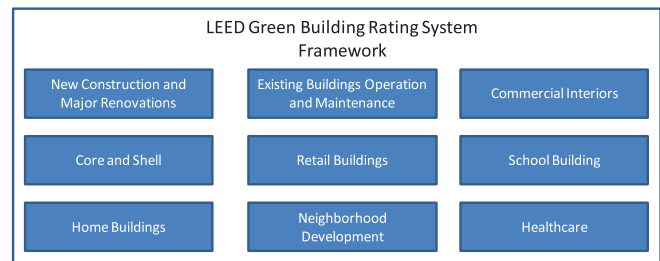 LEED Green Building Rating System
Framework
New Construction and
Major Renovations
Existing Buildings Operation
and Maintenance
Commercial Interiors
Core and Shell
Retail Buildings
School Building
Home Buildings
Neighborhood
Development
Healthcare